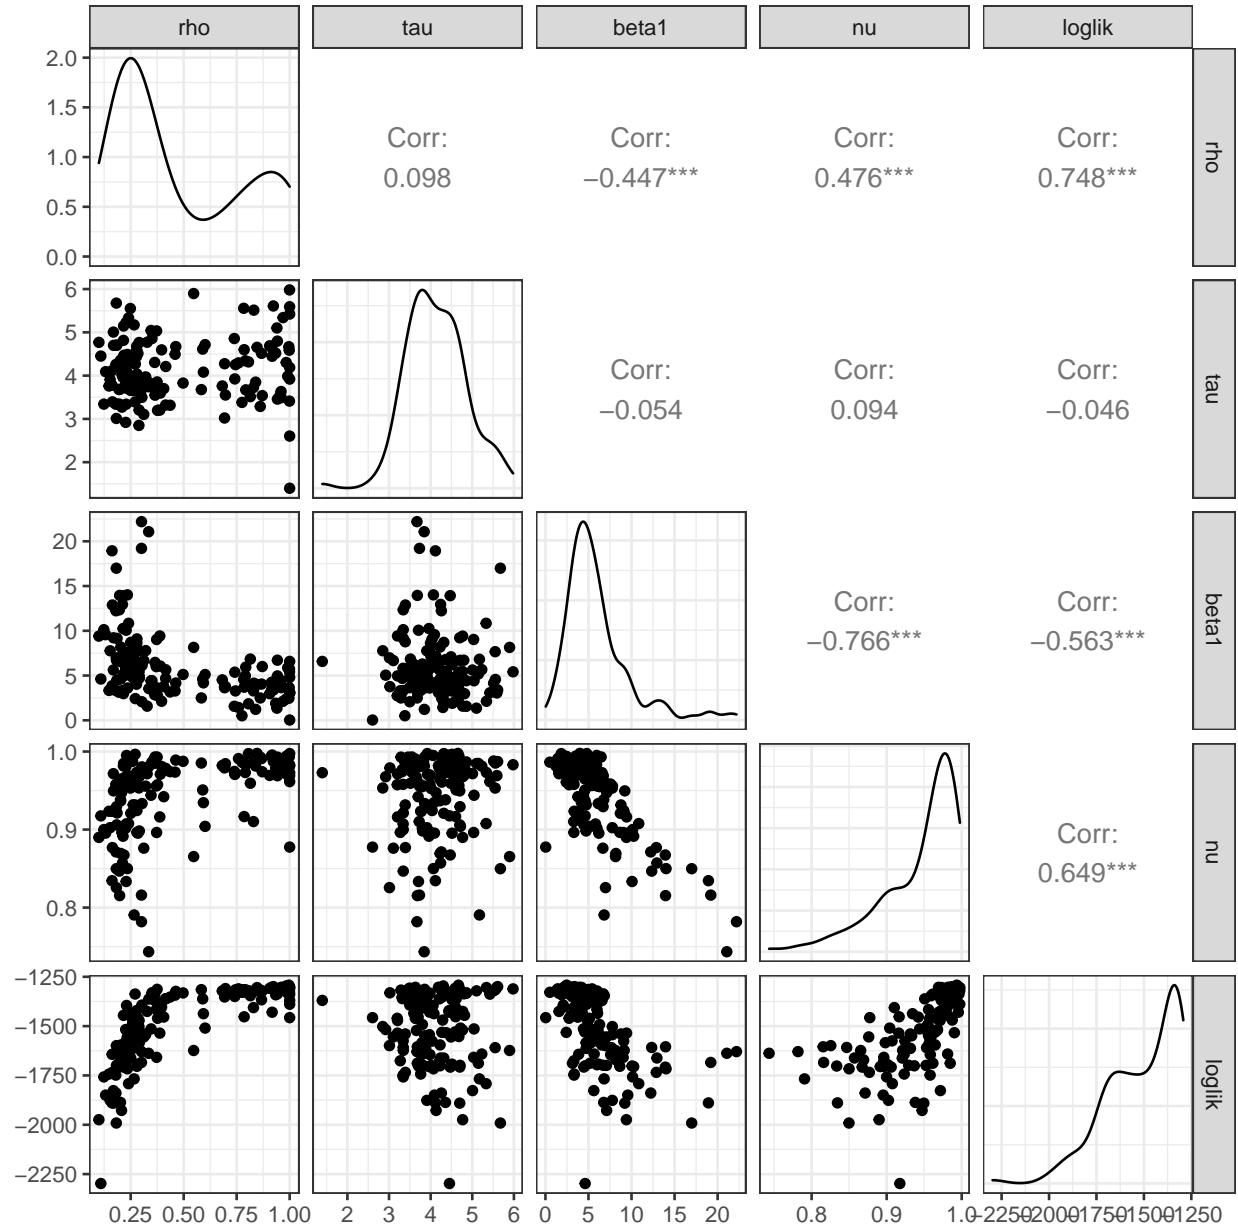 rho tau beta1 nu loglik
2.0
1.5
1.0
0.5
0.0
Corr:
0.098
Corr:
−0.447***
Corr:
0.476***
Corr:
0.748***
rho
6
5
4
3
2
Corr:
−0.054
Corr:
0.094
Corr:
−0.046
tau
20
15
10
5
0
Corr:
−0.766***
Corr:
−0.563***
beta1
1.0
0.9
0.8
Corr:
0.649***
nu
−1250
−1500
−1750
−2000
−2250
loglik
0.25 0.50 0.75 1.00
2 3 4 5 6
0 5 10 15 20
0.8 0.9 1.0
−2250 −2000 −1750 −1500 −1250